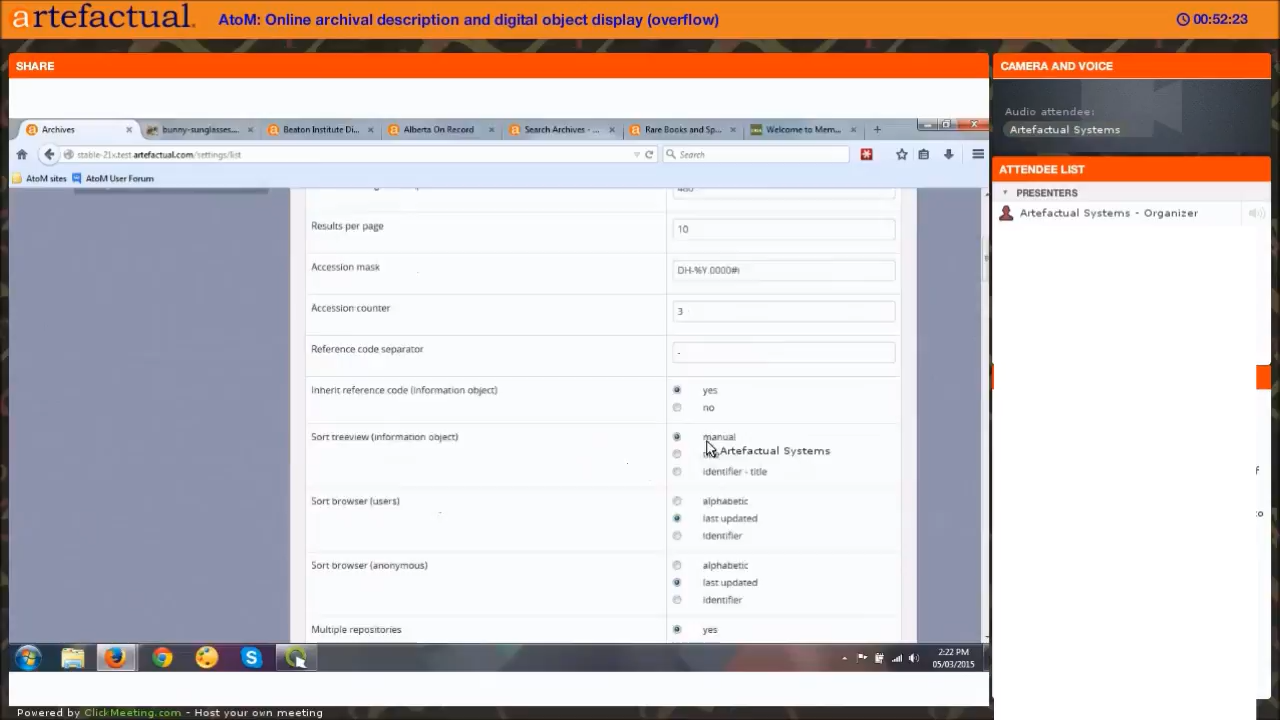 artefactual
AtoM: Online archival description and digital object display (overflow)
00:52:23
SHARE
CAMERA AND VOICE
Audio attendee:
Artefactual Systems
ATTENDEE LIST
PRESENTERS
Artefactual Systems - Organizer
Archives
bunny-sunglasses....
Beaton Institute Di...
Alberta On Record
Search Archives - ...
Rare Books and Sp...
Welcome to Mem...
stable-21x.test.artefactual.com/settings/list
Search
AtoM sites
AtoM User Forum
Results per page
10
Accession mask
Accession counter
3
Reference code separator
-
Inherit reference code (information object)
yes
no
Sort treeview (information object)
manual
Artefactual Systems
identifier - title
Sort browser (users)
alphabetic
last updated
identifier
Sort browser (anonymous)
alphabetic
last updated
identifier
Multiple repositories
yes
2:22 PM
05/03/2015
Powered by ClickMeeting.com - Host your own meeting